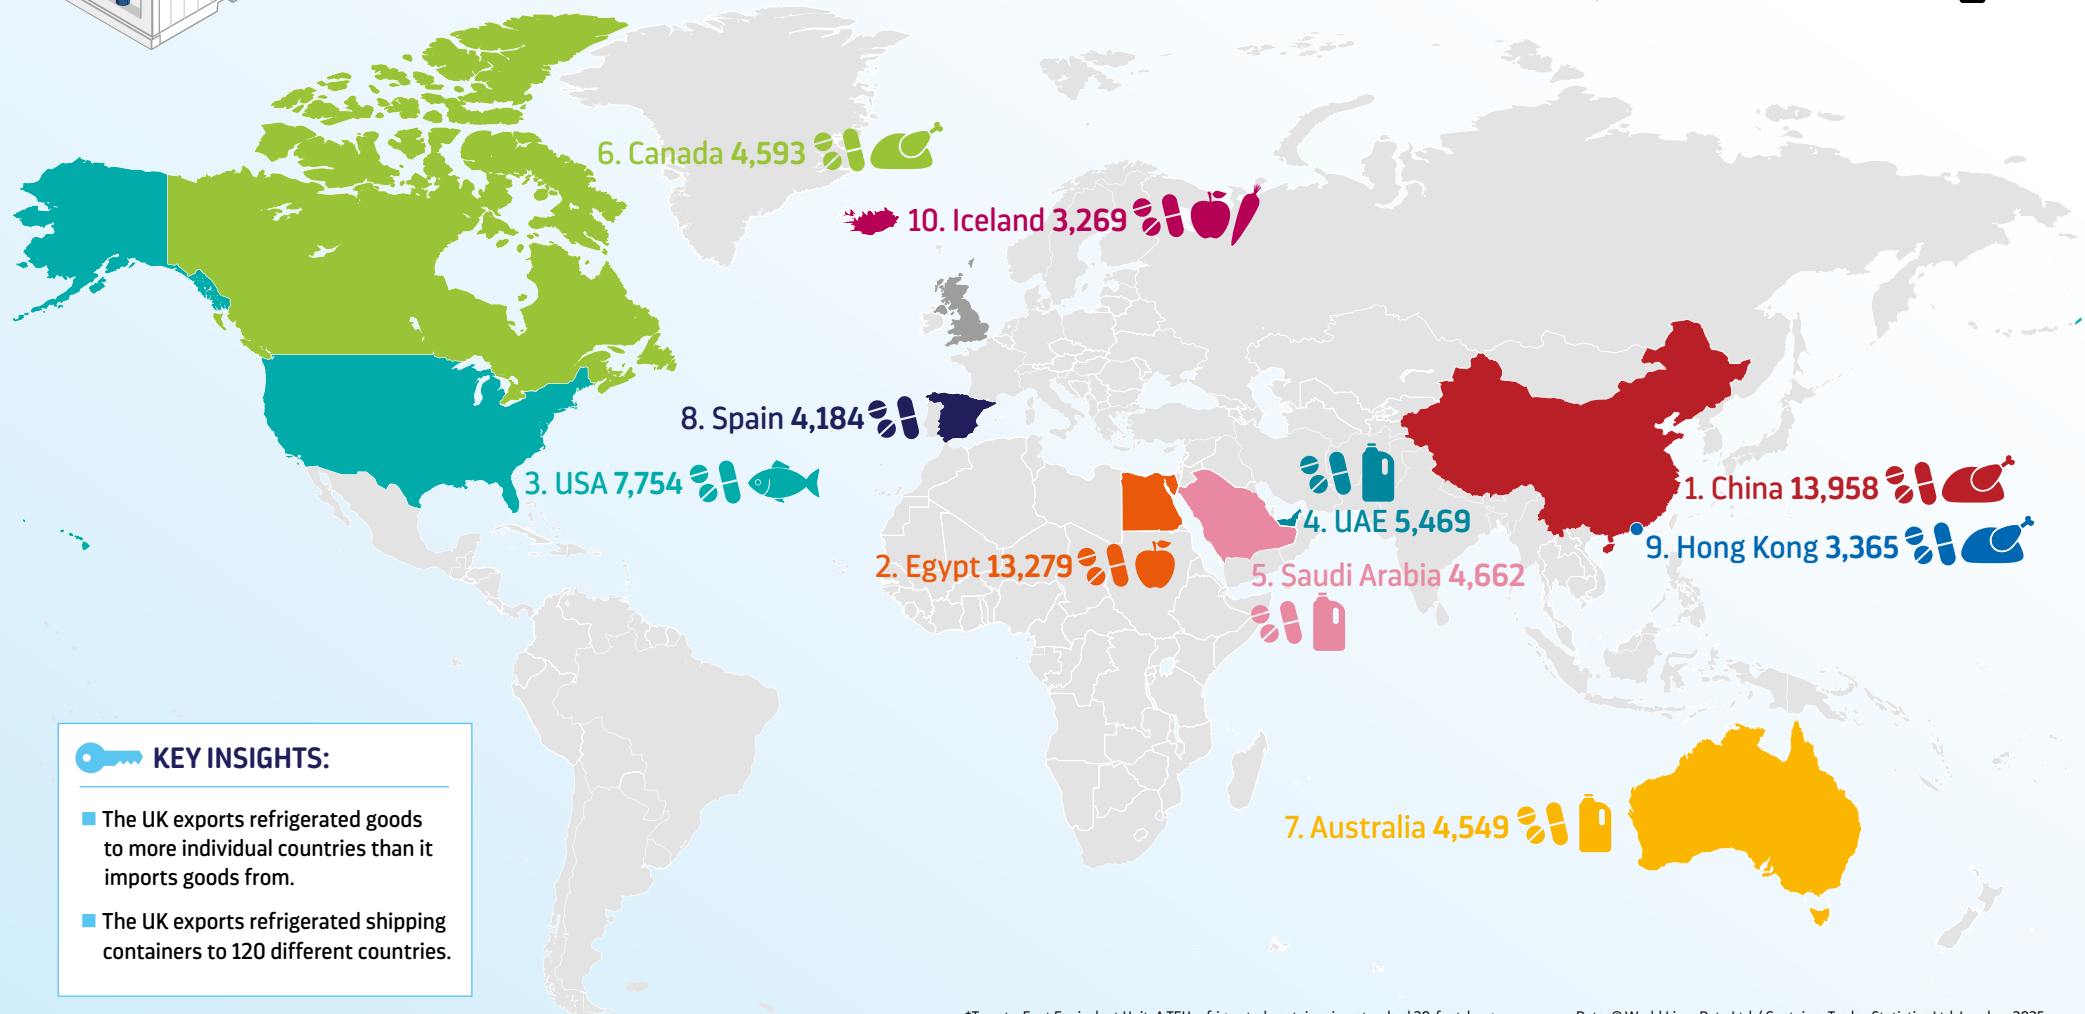 6. Canada 4,593
10. Iceland 3,269
8. Spain 4,184
3. USA 7,754
1. China 13,958
4. UAE 5,469
9. Hong Kong 3,365
2. Egypt 13,279
5. Saudi Arabia 4,662
7. Australia 4,549
KEY INSIGHTS:
The UK exports refrigerated goods
to more individual countries than it
imports goods from.
The UK exports refrigerated shipping
containers to 120 different countries.